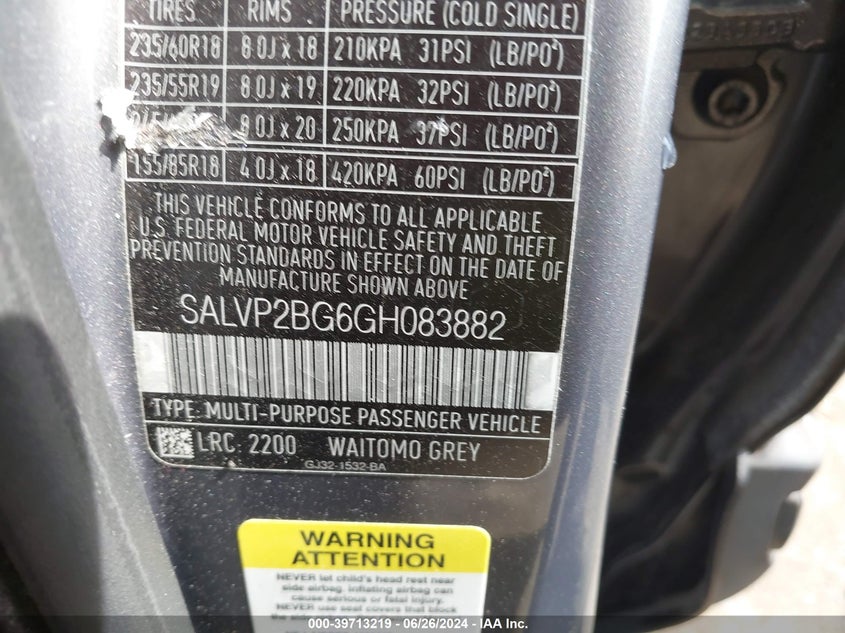 TIRES RIMS PRESSURE (COLD SINGLE)
235/60R18 8.0J x 18 210KPA 31PSI (LB/PO²)
235/55R19 8.0J x 19 220KPA 32PSI (LB/PO²)
8.0J x 20 250KPA 37PSI (LB/PO²)
155/85R18 4.0J x 18 420KPA 60PSI (LB/PO²)
THIS VEHICLE CONFORMS TO ALL APPLICABLE
U.S. FEDERAL MOTOR VEHICLE SAFETY AND THEFT
PREVENTION STANDARDS IN EFFECT ON THE DATE OF
MANUFACTURE SHOWN ABOVE
SALVP2BG6GH083882
TYPE: MULTI-PURPOSE PASSENGER VEHICLE
LRC: 2200 WAITOMO GREY
GJ32-1532-BA
WARNING
ATTENTION
NEVER let child's head rest near
side airbag. Inflating airbag can
cause serious or fatal injury.
NEVER use seat covers that block
000-39713219 - 06/26/2024 - IAA, Inc.